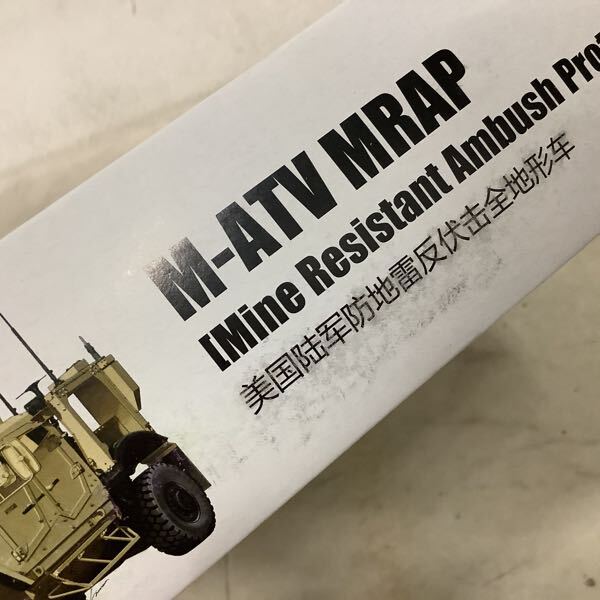 M-ATV MRAP
[Mine Resistant Ambush Prot
美国陆军防地雷反伏击全地形车